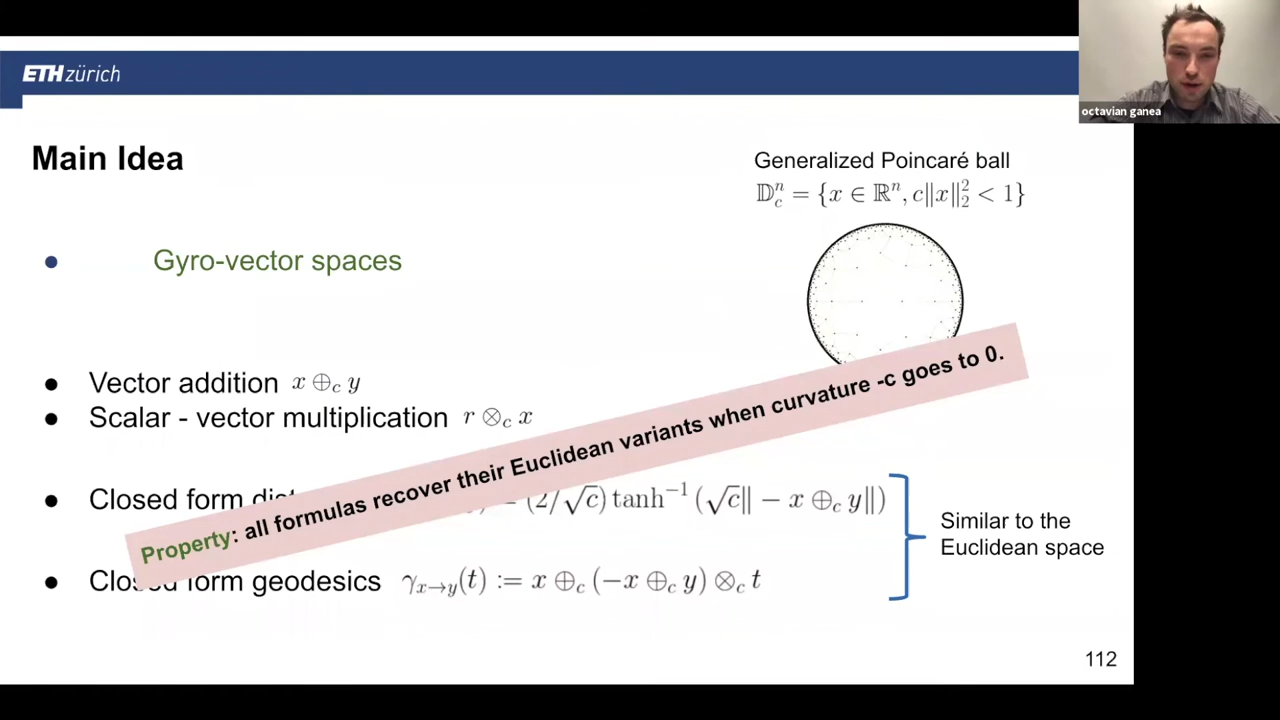 ETH zürich
octavian ganea
Main Idea
Generalized Poincaré ball
𝔻ⁿ_c = {x ∈ ℝⁿ, c‖x‖₂² < 1}
• Gyro-vector spaces
• Vector addition x ⊕_c y
• Scalar - vector multiplication r ⊗_c x
Property: all formulas recover their Euclidean variants when curvature -c goes to 0.
• Closed form (2/√c) tanh⁻¹ (√c‖ − x ⊕_c y‖)
• Closed form geodesics γ_{x→y}(t) := x ⊕_c (−x ⊕_c y) ⊗_c t
Similar to the
Euclidean space
112